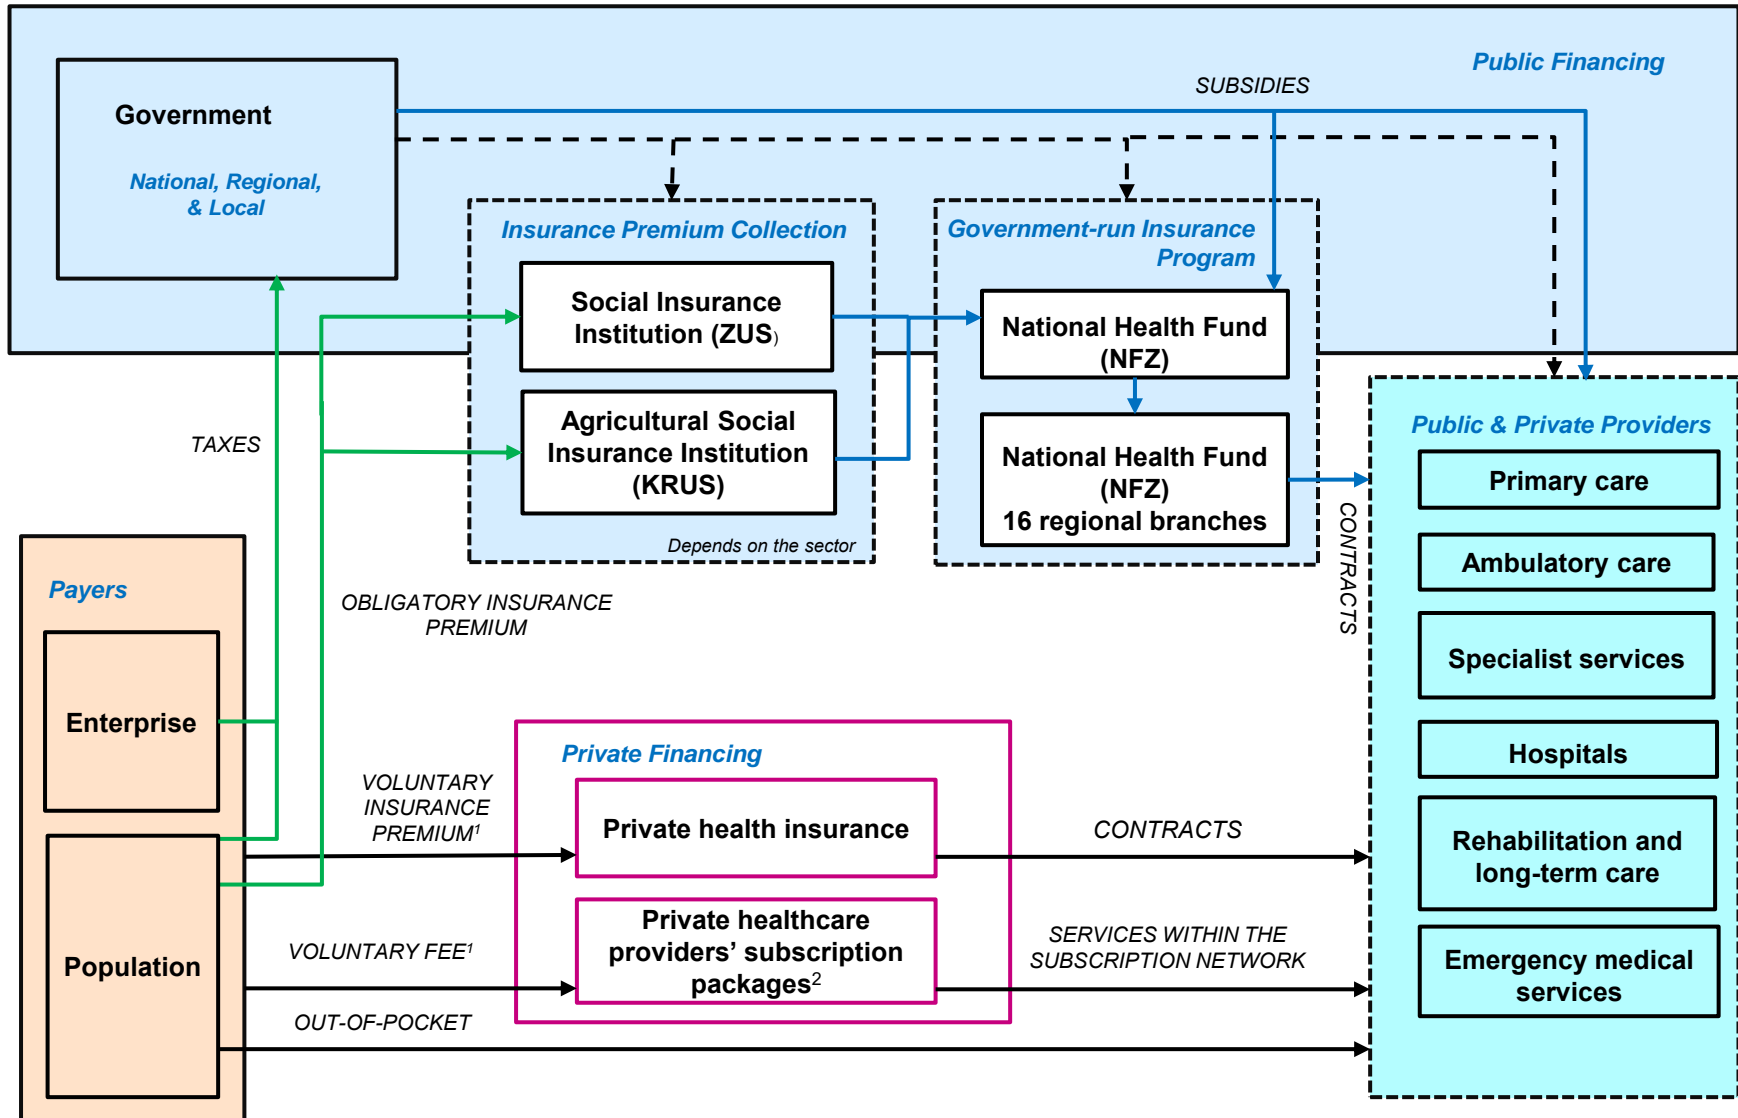 Public Financing
SUBSIDIES
Government
National, Regional,
& Local
Insurance Premium Collection
Social Insurance
Institution (ZUS)
Agricultural Social
Insurance Institution
(KRUS)
Depends on the sector
Government-run Insurance
Program
National Health Fund
(NFZ)
National Health Fund
(NFZ)
16 regional branches
CONTRACTS
Public & Private Providers
Primary care
Ambulatory care
Specialist services
Hospitals
Rehabilitation and
long-term care
Emergency medical
services
TAXES
OBLIGATORY INSURANCE
PREMIUM
Payers
Enterprise
Population
VOLUNTARY
INSURANCE
PREMIUM¹
VOLUNTARY FEE¹
OUT-OF-POCKET
Private Financing
Private health insurance
Private healthcare
providers’ subscription
packages²
CONTRACTS
SERVICES WITHIN THE
SUBSCRIPTION NETWORK